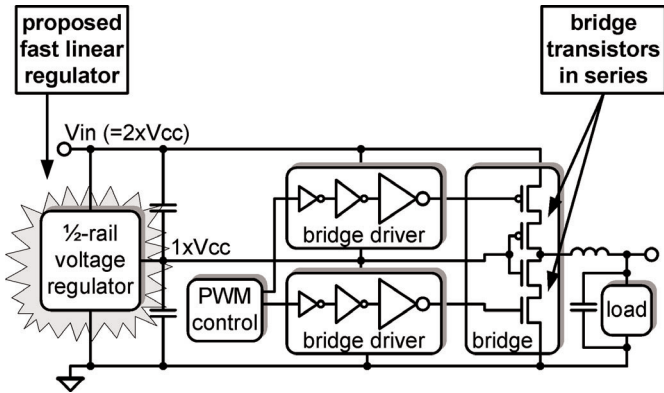 proposed
fast linear
regulator
bridge
transistors
in series
Vin (=2xVcc)
½-rail
voltage
regulator
1xVcc
bridge driver
PWM
control
bridge driver
bridge
load